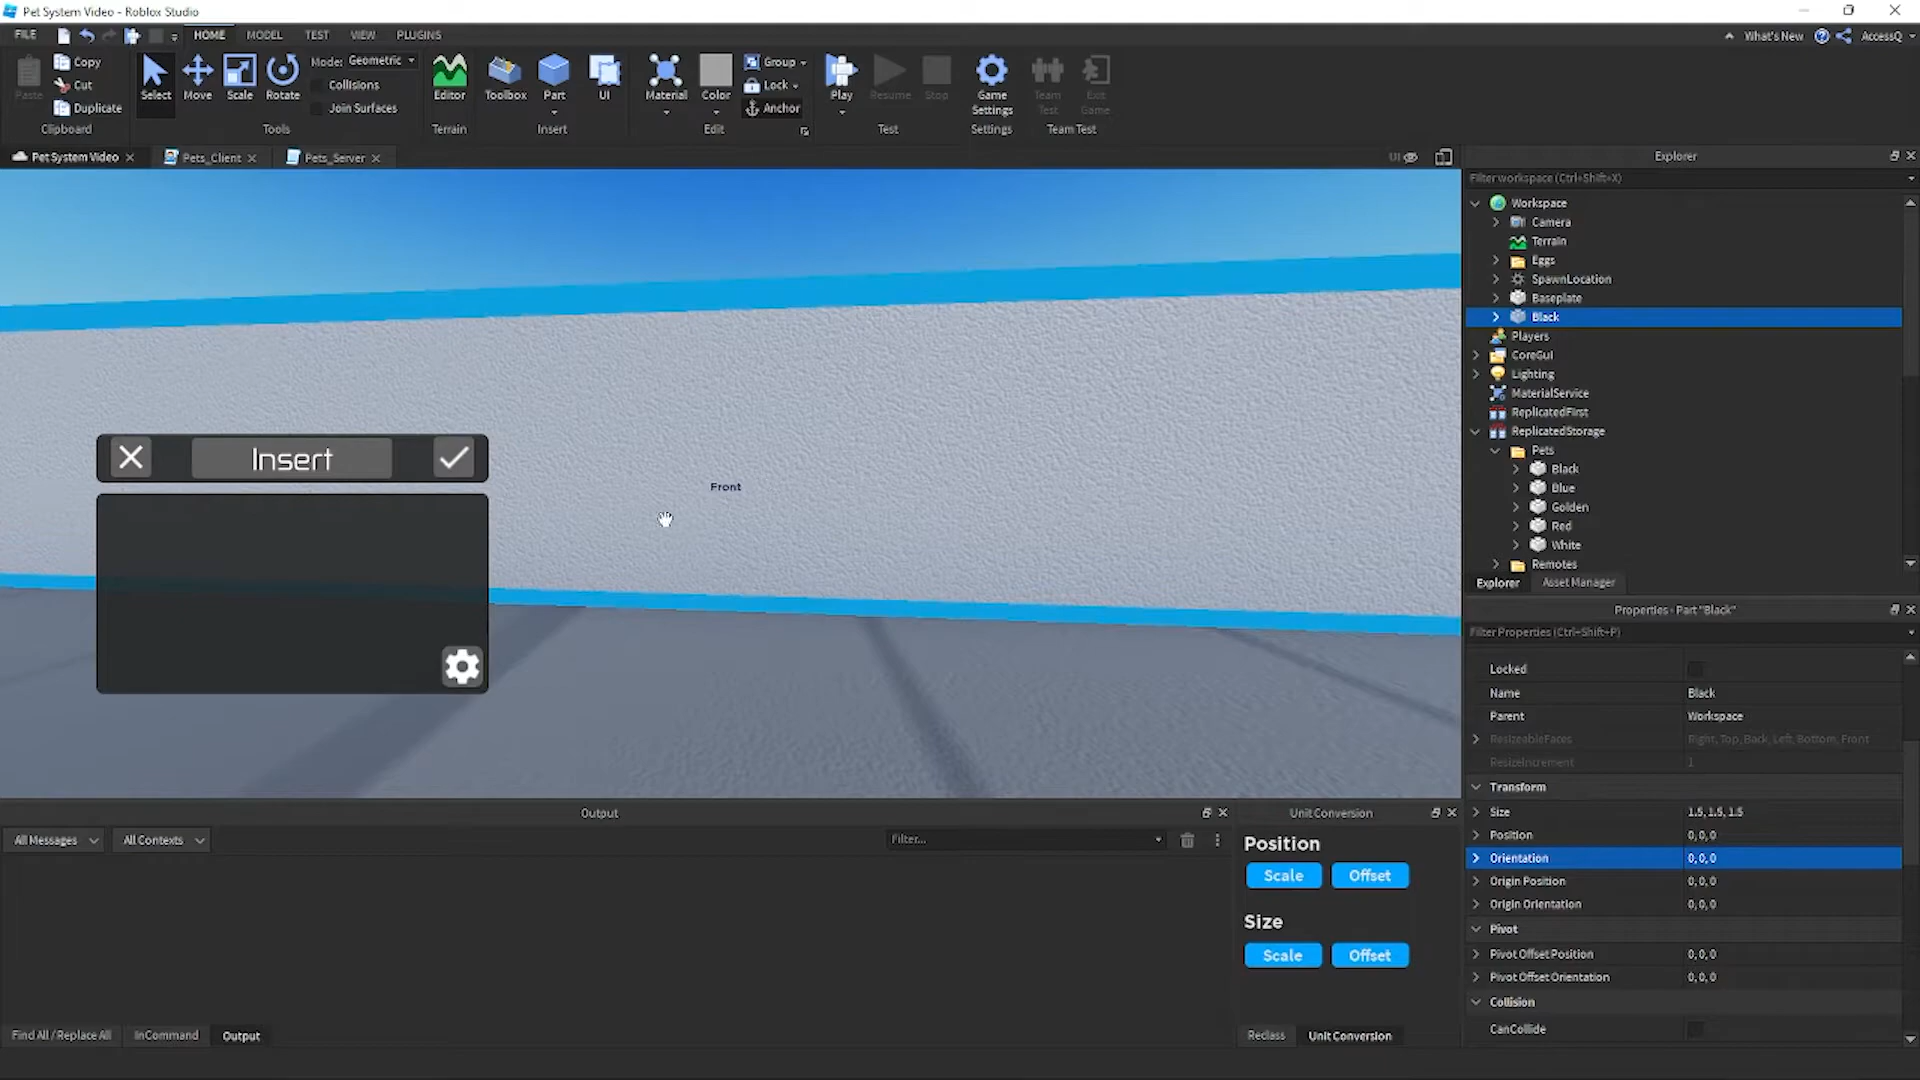 Pet System Video - Roblox Studio
FILE HOME MODEL TEST VIEW PLUGINS What's New AccessQ
Paste Copy Cut Duplicate Clipboard
Select Move Scale Rotate Mode: Geometric Collisions Join Surfaces Tools
Editor Terrain
Toolbox Part UI Insert
Material Color Group Lock Anchor Edit
Play Resume Stop Test
Game Settings Settings
Team Test Exit Game Team Test
Pet System Video Pets_Client Pets_Server UI
Insert
Front
Explorer
Filter workspace (Ctrl+Shift+X)
Workspace
Camera
Terrain
Eggs
SpawnLocation
Baseplate
Black
Players
CoreGui
Lighting
MaterialService
ReplicatedFirst
ReplicatedStorage
Pets
Black
Blue
Golden
Red
White
Remotes
Explorer Asset Manager
Properties - Part "Black"
Filter Properties (Ctrl+Shift+P)
Locked
Name Black
Parent Workspace
ResizeableFaces Right, Top, Back, Left, Bottom, Front
ResizeIncrement 1
Transform
Size 1.5, 1.5, 1.5
Position 0, 0, 0
Orientation 0, 0, 0
Origin Position 0, 0, 0
Origin Orientation 0, 0, 0
Pivot
Pivot Offset Position 0, 0, 0
Pivot Offset Orientation 0, 0, 0
Collision
CanCollide
Output
All Messages All Contexts Filter...
Find All / Replace All InCommand Output
Unit Conversion
Position
Scale Offset
Size
Scale Offset
Reclass Unit Conversion